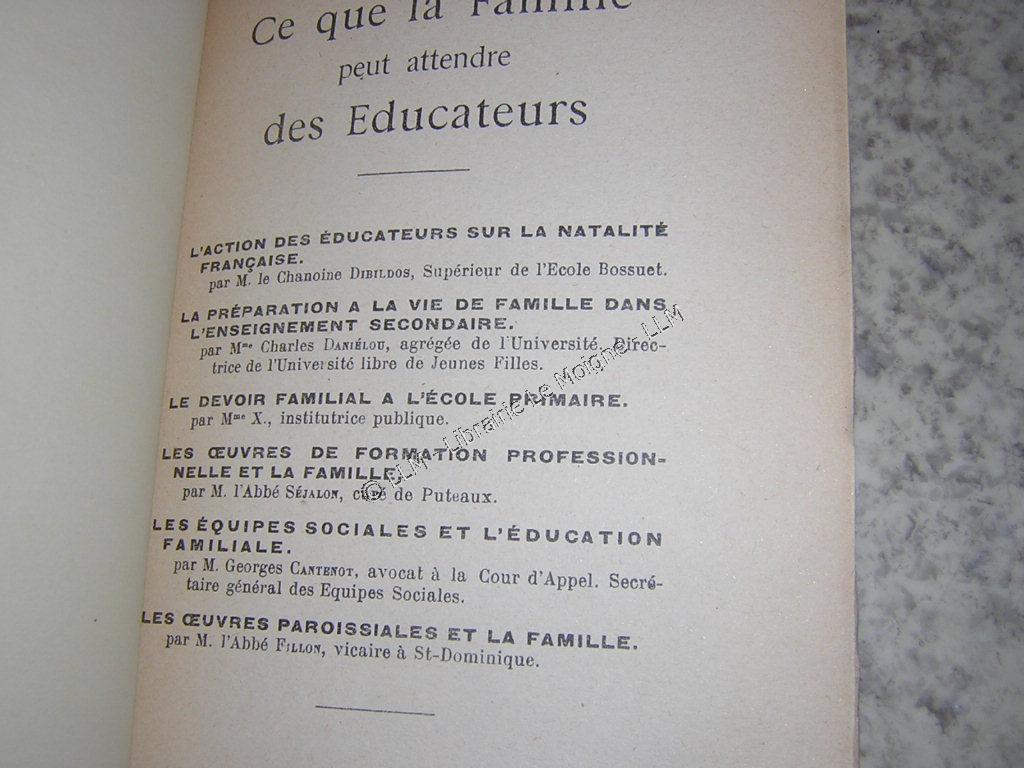 Ce que la Famille
peut attendre
des Educateurs
L'ACTION DES ÉDUCATEURS SUR LA NATALITÉ
FRANÇAISE.
par M. le Chanoine DIBILDOS, Supérieur de l'Ecole Bossuet.
LA PRÉPARATION A LA VIE DE FAMILLE DANS
L'ENSEIGNEMENT SECONDAIRE.
par Mme Charles DANIÉLOU, agrégée de l'Université. Direc-
trice de l'Université libre de Jeunes Filles.
LE DEVOIR FAMILIAL A L'ÉCOLE PRIMAIRE.
par Mme X., institutrice publique.
LES ŒUVRES DE FORMATION PROFESSION-
NELLE ET LA FAMILLE.
par M. l'Abbé SÉJALON, curé de Puteaux.
LES ÉQUIPES SOCIALES ET L'ÉDUCATION
FAMILIALE.
par M. Georges CANTENOT, avocat à la Cour d'Appel. Secré-
taire général des Equipes Sociales.
LES ŒUVRES PAROISSIALES ET LA FAMILLE.
par M. l'Abbé FILLON, vicaire à St-Dominique.
© LLM - Librairie Le Moigne - LLM